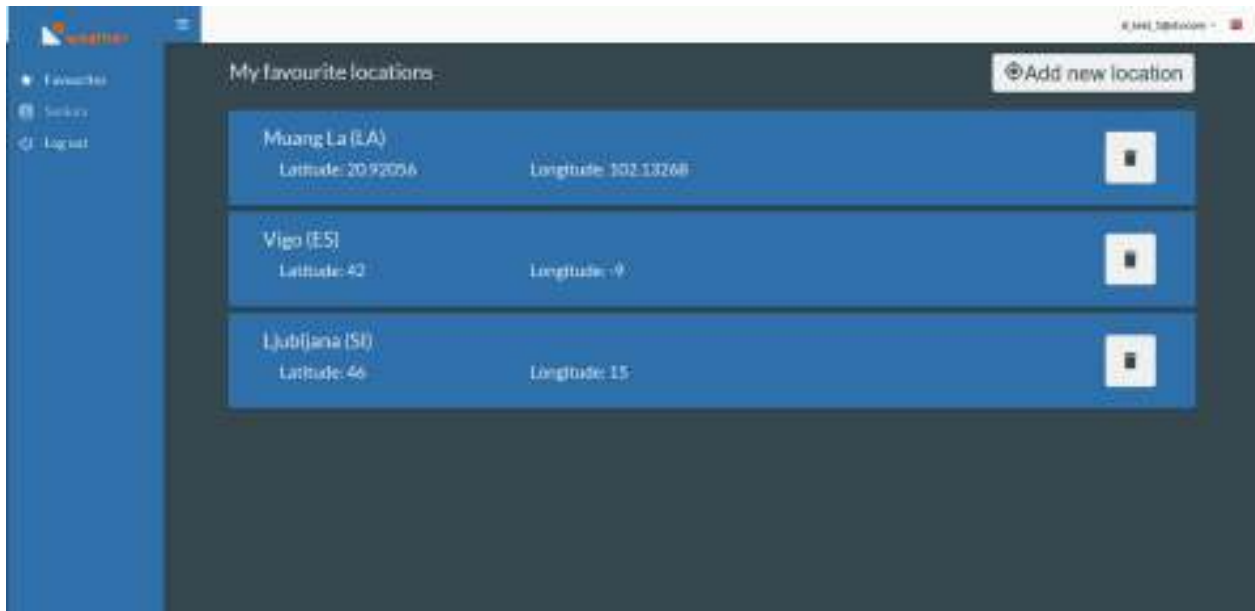 weather
My favourite locations
Add new location
Favourites
Log out
Muang La (LA)
Latitude: 20.92056 Longitude: 102.13268
Vigo (ES)
Latitude: 42 Longitude: -9
Ljubljana (SI)
Latitude: 46 Longitude: 15